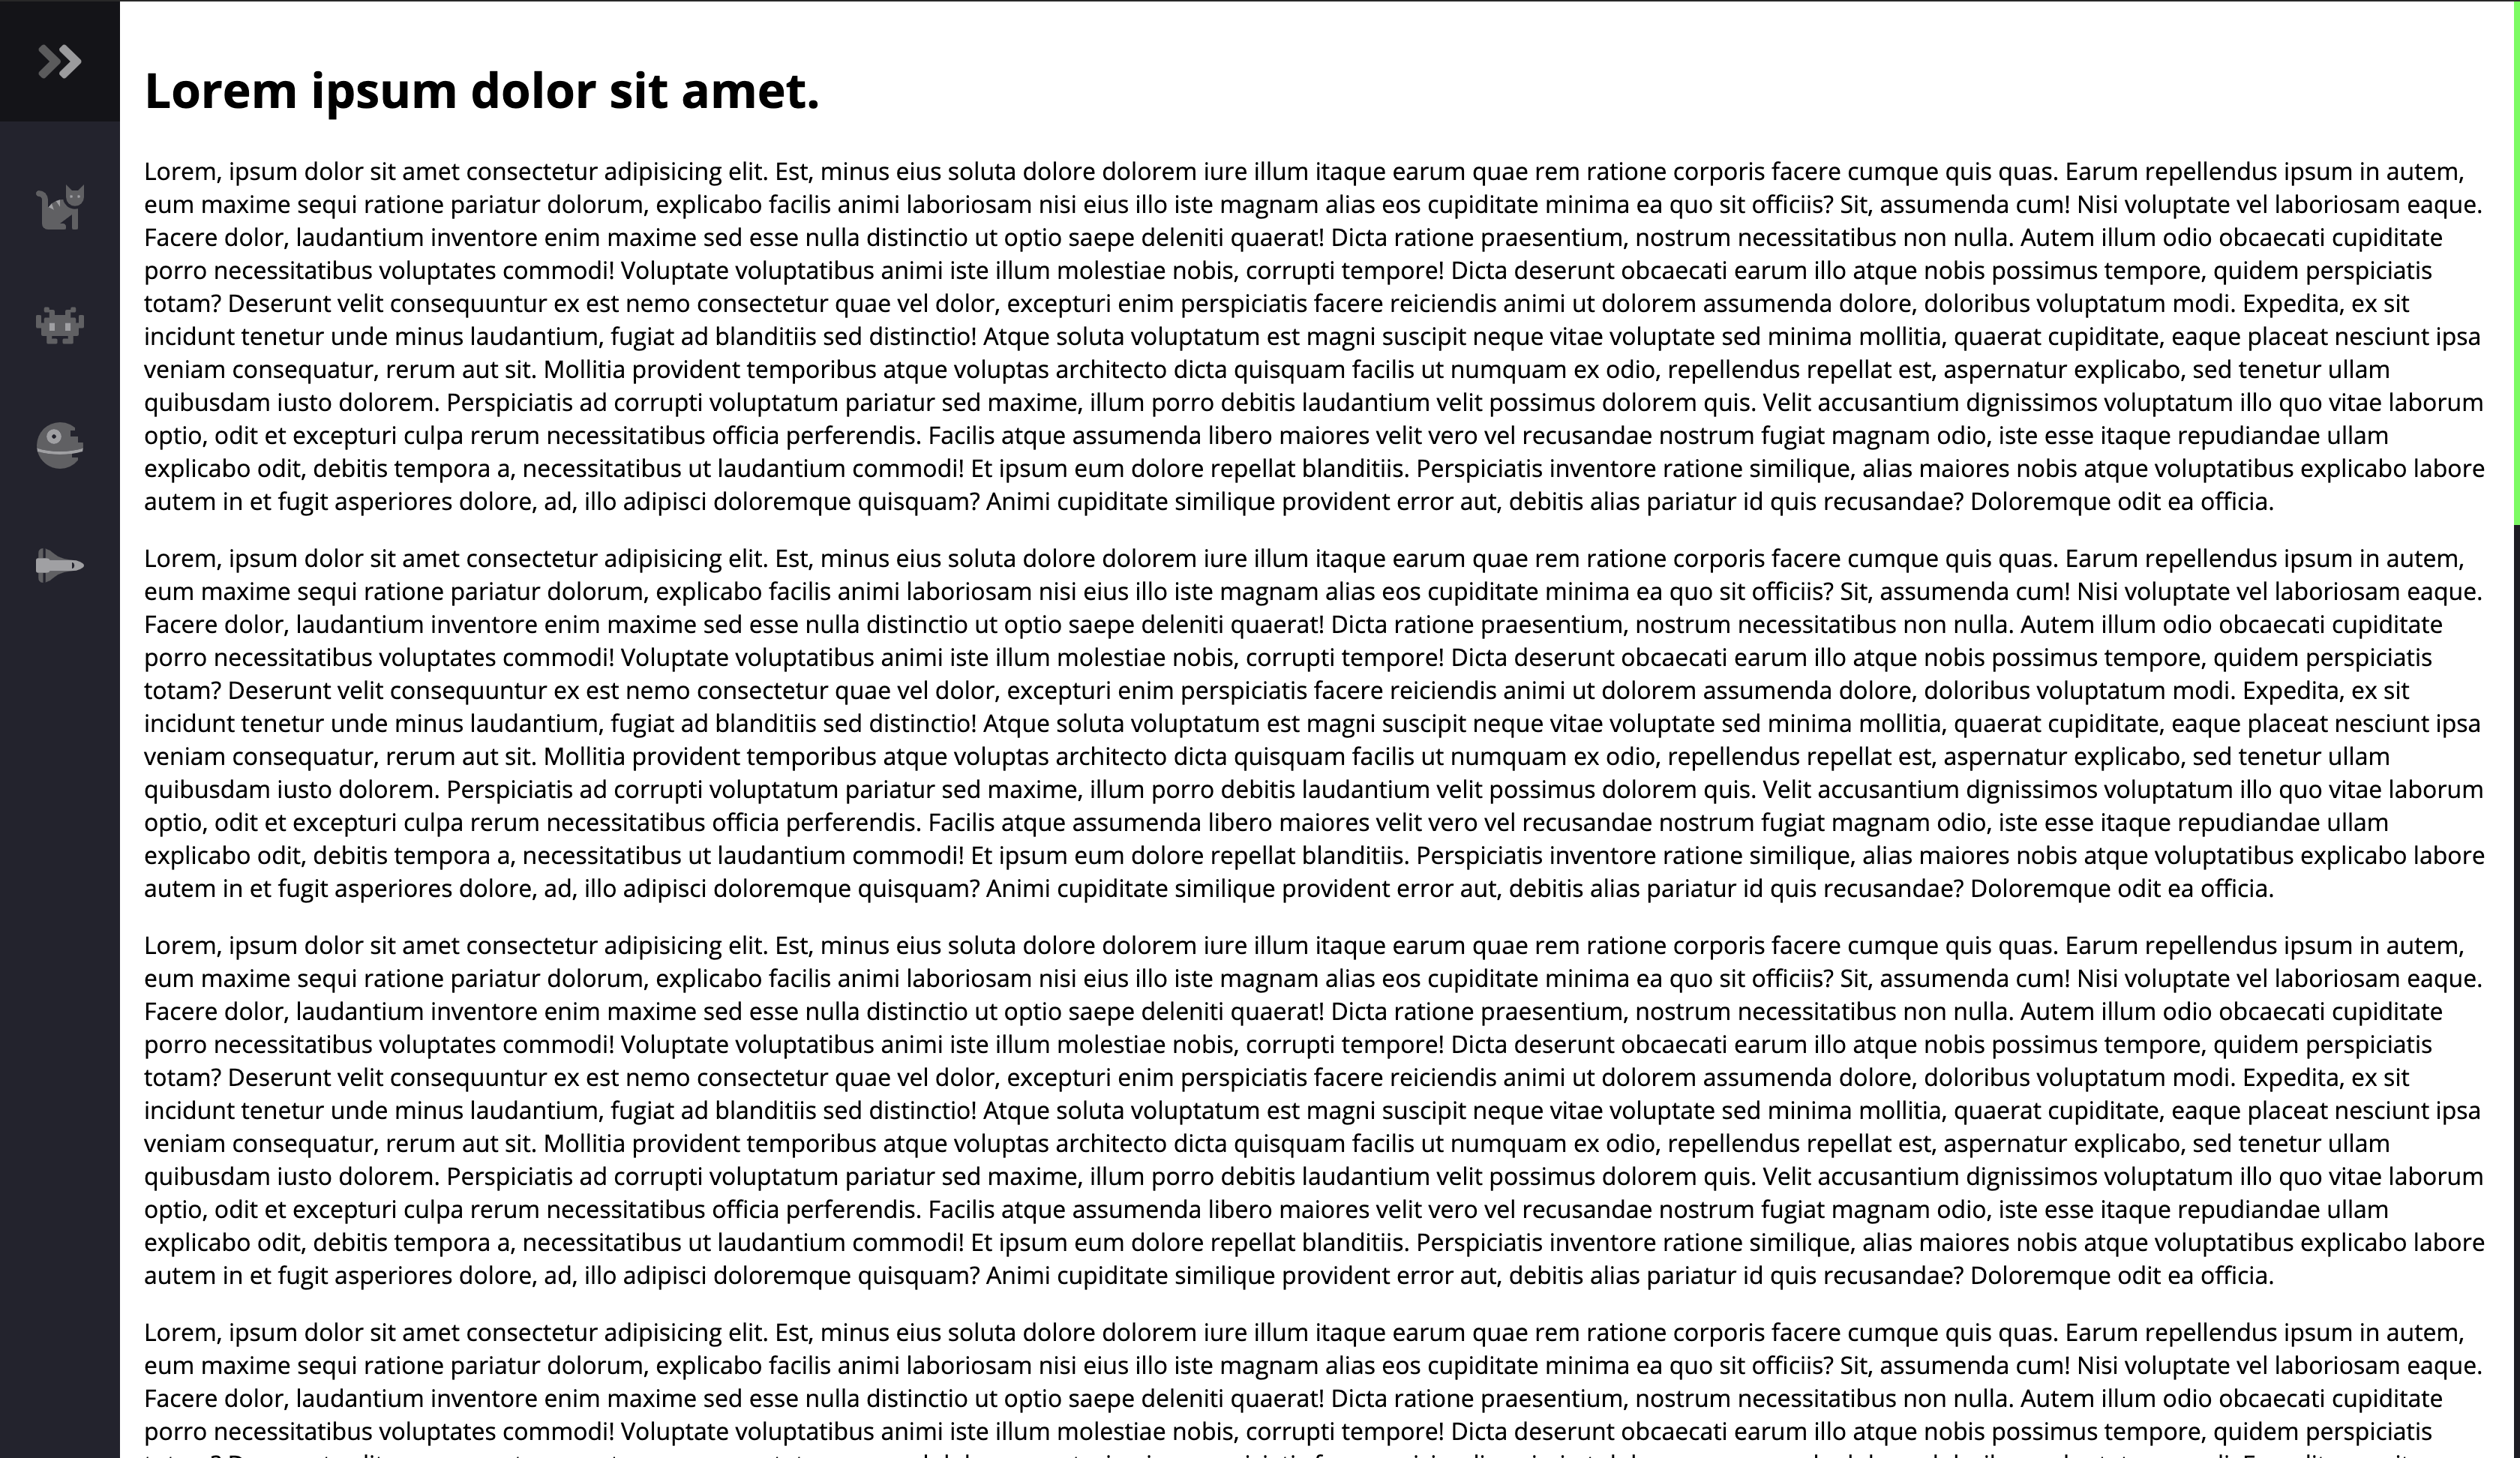 Lorem ipsum dolor sit amet.
Lorem, ipsum dolor sit amet consectetur adipisicing elit. Est, minus eius soluta dolore dolorem iure illum itaque earum quae rem ratione corporis facere cumque quis quas. Earum repellendus ipsum in autem,
eum maxime sequi ratione pariatur dolorum, explicabo facilis animi laboriosam nisi eius illo iste magnam alias eos cupiditate minima ea quo sit officiis? Sit, assumenda cum! Nisi voluptate vel laboriosam eaque.
Facere dolor, laudantium inventore enim maxime sed esse nulla distinctio ut optio saepe deleniti quaerat! Dicta ratione praesentium, nostrum necessitatibus non nulla. Autem illum odio obcaecati cupiditate
porro necessitatibus voluptates commodi! Voluptate voluptatibus animi iste illum molestiae nobis, corrupti tempore! Dicta deserunt obcaecati earum illo atque nobis possimus tempore, quidem perspiciatis
totam? Deserunt velit consequuntur ex est nemo consectetur quae vel dolor, excepturi enim perspiciatis facere reiciendis animi ut dolorem assumenda dolore, doloribus voluptatum modi. Expedita, ex sit
incidunt tenetur unde minus laudantium, fugiat ad blanditiis sed distinctio! Atque soluta voluptatum est magni suscipit neque vitae voluptate sed minima mollitia, quaerat cupiditate, eaque placeat nesciunt ipsa
veniam consequatur, rerum aut sit. Mollitia provident temporibus atque voluptas architecto dicta quisquam facilis ut numquam ex odio, repellendus repellat est, aspernatur explicabo, sed tenetur ullam
quibusdam iusto dolorem. Perspiciatis ad corrupti voluptatum pariatur sed maxime, illum porro debitis laudantium velit possimus dolorem quis. Velit accusantium dignissimos voluptatum illo quo vitae laborum
optio, odit et excepturi culpa rerum necessitatibus officia perferendis. Facilis atque assumenda libero maiores velit vero vel recusandae nostrum fugiat magnam odio, iste esse itaque repudiandae ullam
explicabo odit, debitis tempora a, necessitatibus ut laudantium commodi! Et ipsum eum dolore repellat blanditiis. Perspiciatis inventore ratione similique, alias maiores nobis atque voluptatibus explicabo labore
autem in et fugit asperiores dolore, ad, illo adipisci doloremque quisquam? Animi cupiditate similique provident error aut, debitis alias pariatur id quis recusandae? Doloremque odit ea officia.
Lorem, ipsum dolor sit amet consectetur adipisicing elit. Est, minus eius soluta dolore dolorem iure illum itaque earum quae rem ratione corporis facere cumque quis quas. Earum repellendus ipsum in autem,
eum maxime sequi ratione pariatur dolorum, explicabo facilis animi laboriosam nisi eius illo iste magnam alias eos cupiditate minima ea quo sit officiis? Sit, assumenda cum! Nisi voluptate vel laboriosam eaque.
Facere dolor, laudantium inventore enim maxime sed esse nulla distinctio ut optio saepe deleniti quaerat! Dicta ratione praesentium, nostrum necessitatibus non nulla. Autem illum odio obcaecati cupiditate
porro necessitatibus voluptates commodi! Voluptate voluptatibus animi iste illum molestiae nobis, corrupti tempore! Dicta deserunt obcaecati earum illo atque nobis possimus tempore, quidem perspiciatis
totam? Deserunt velit consequuntur ex est nemo consectetur quae vel dolor, excepturi enim perspiciatis facere reiciendis animi ut dolorem assumenda dolore, doloribus voluptatum modi. Expedita, ex sit
incidunt tenetur unde minus laudantium, fugiat ad blanditiis sed distinctio! Atque soluta voluptatum est magni suscipit neque vitae voluptate sed minima mollitia, quaerat cupiditate, eaque placeat nesciunt ipsa
veniam consequatur, rerum aut sit. Mollitia provident temporibus atque voluptas architecto dicta quisquam facilis ut numquam ex odio, repellendus repellat est, aspernatur explicabo, sed tenetur ullam
quibusdam iusto dolorem. Perspiciatis ad corrupti voluptatum pariatur sed maxime, illum porro debitis laudantium velit possimus dolorem quis. Velit accusantium dignissimos voluptatum illo quo vitae laborum
optio, odit et excepturi culpa rerum necessitatibus officia perferendis. Facilis atque assumenda libero maiores velit vero vel recusandae nostrum fugiat magnam odio, iste esse itaque repudiandae ullam
explicabo odit, debitis tempora a, necessitatibus ut laudantium commodi! Et ipsum eum dolore repellat blanditiis. Perspiciatis inventore ratione similique, alias maiores nobis atque voluptatibus explicabo labore
autem in et fugit asperiores dolore, ad, illo adipisci doloremque quisquam? Animi cupiditate similique provident error aut, debitis alias pariatur id quis recusandae? Doloremque odit ea officia.
Lorem, ipsum dolor sit amet consectetur adipisicing elit. Est, minus eius soluta dolore dolorem iure illum itaque earum quae rem ratione corporis facere cumque quis quas. Earum repellendus ipsum in autem,
eum maxime sequi ratione pariatur dolorum, explicabo facilis animi laboriosam nisi eius illo iste magnam alias eos cupiditate minima ea quo sit officiis? Sit, assumenda cum! Nisi voluptate vel laboriosam eaque.
Facere dolor, laudantium inventore enim maxime sed esse nulla distinctio ut optio saepe deleniti quaerat! Dicta ratione praesentium, nostrum necessitatibus non nulla. Autem illum odio obcaecati cupiditate
porro necessitatibus voluptates commodi! Voluptate voluptatibus animi iste illum molestiae nobis, corrupti tempore! Dicta deserunt obcaecati earum illo atque nobis possimus tempore, quidem perspiciatis
totam? Deserunt velit consequuntur ex est nemo consectetur quae vel dolor, excepturi enim perspiciatis facere reiciendis animi ut dolorem assumenda dolore, doloribus voluptatum modi. Expedita, ex sit
incidunt tenetur unde minus laudantium, fugiat ad blanditiis sed distinctio! Atque soluta voluptatum est magni suscipit neque vitae voluptate sed minima mollitia, quaerat cupiditate, eaque placeat nesciunt ipsa
veniam consequatur, rerum aut sit. Mollitia provident temporibus atque voluptas architecto dicta quisquam facilis ut numquam ex odio, repellendus repellat est, aspernatur explicabo, sed tenetur ullam
quibusdam iusto dolorem. Perspiciatis ad corrupti voluptatum pariatur sed maxime, illum porro debitis laudantium velit possimus dolorem quis. Velit accusantium dignissimos voluptatum illo quo vitae laborum
optio, odit et excepturi culpa rerum necessitatibus officia perferendis. Facilis atque assumenda libero maiores velit vero vel recusandae nostrum fugiat magnam odio, iste esse itaque repudiandae ullam
explicabo odit, debitis tempora a, necessitatibus ut laudantium commodi! Et ipsum eum dolore repellat blanditiis. Perspiciatis inventore ratione similique, alias maiores nobis atque voluptatibus explicabo labore
autem in et fugit asperiores dolore, ad, illo adipisci doloremque quisquam? Animi cupiditate similique provident error aut, debitis alias pariatur id quis recusandae? Doloremque odit ea officia.
Lorem, ipsum dolor sit amet consectetur adipisicing elit. Est, minus eius soluta dolore dolorem iure illum itaque earum quae rem ratione corporis facere cumque quis quas. Earum repellendus ipsum in autem,
eum maxime sequi ratione pariatur dolorum, explicabo facilis animi laboriosam nisi eius illo iste magnam alias eos cupiditate minima ea quo sit officiis? Sit, assumenda cum! Nisi voluptate vel laboriosam eaque.
Facere dolor, laudantium inventore enim maxime sed esse nulla distinctio ut optio saepe deleniti quaerat! Dicta ratione praesentium, nostrum necessitatibus non nulla. Autem illum odio obcaecati cupiditate
porro necessitatibus voluptates commodi! Voluptate voluptatibus animi iste illum molestiae nobis, corrupti tempore! Dicta deserunt obcaecati earum illo atque nobis possimus tempore, quidem perspiciatis